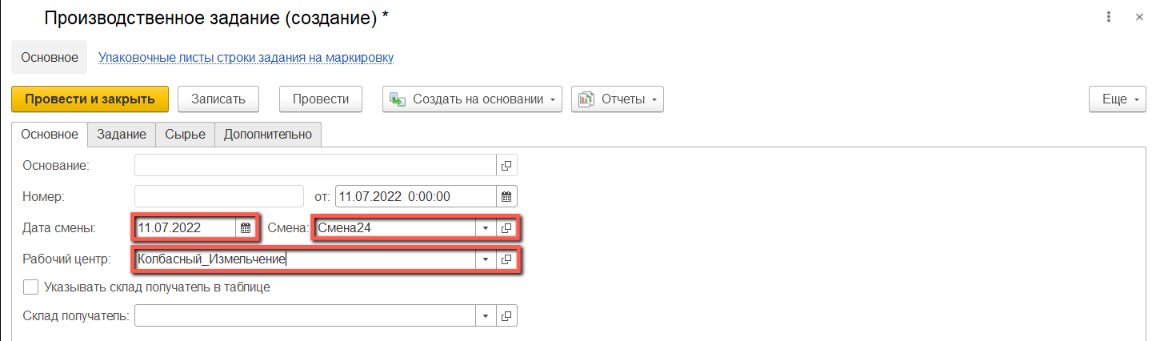 Производственное задание (создание) *
Основное Упаковочные листы строки задания на маркировку
Провести и закрыть Записать Провести Создать на основании Отчеты Еще
Основное Задание Сырье Дополнительно
Основание:
Номер: от: 11.07.2022 0:00:00
Дата смены: 11.07.2022 Смена: Смена24
Рабочий центр: Колбасный_Измельчение
Указывать склад получатель в таблице
Склад получатель: